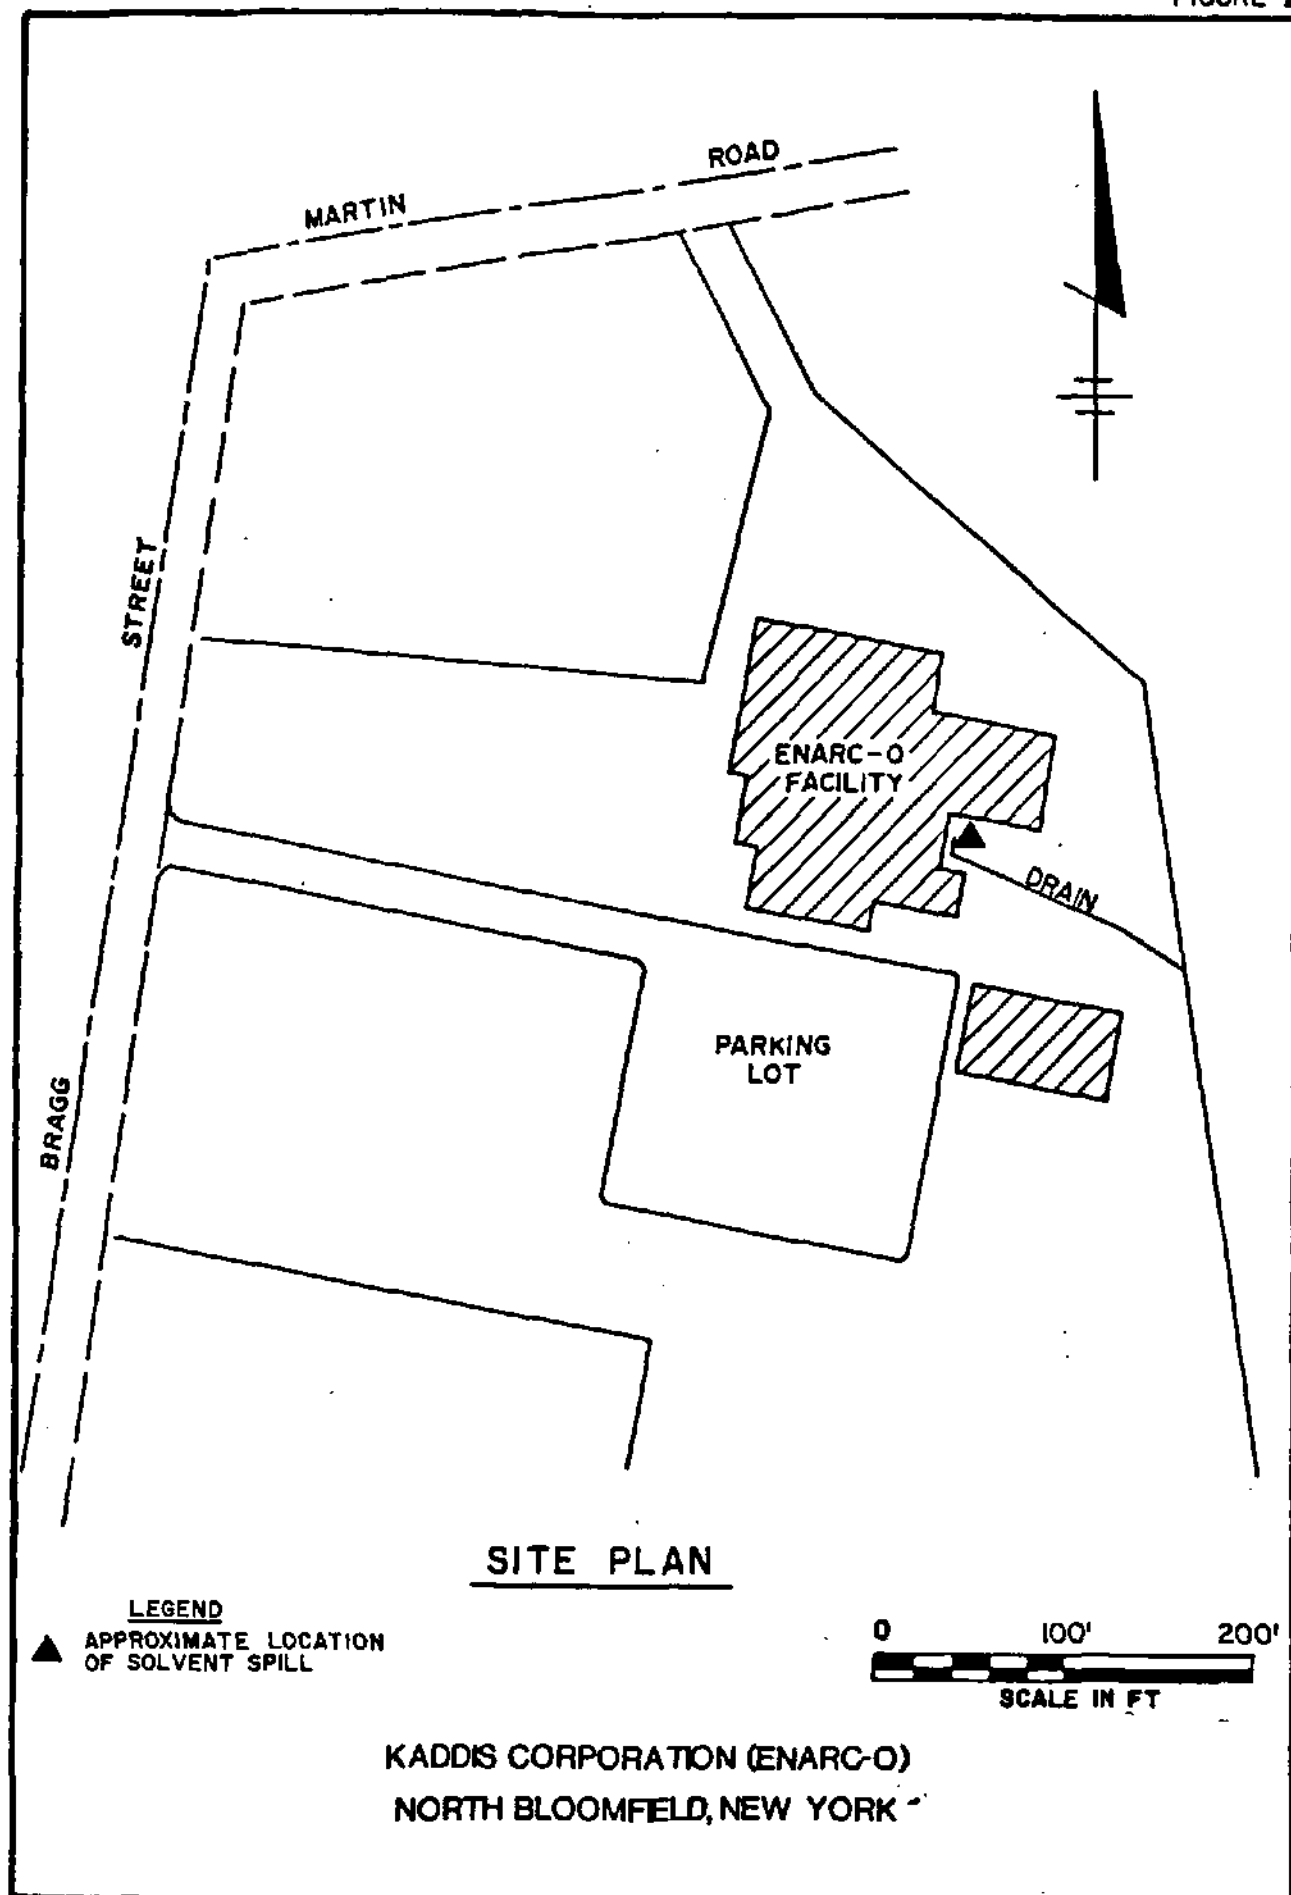 FIGURE
MARTIN ROAD
BRAGG STREET
ENARC-O
FACILITY
DRAIN
PARKING
LOT
SITE PLAN
LEGEND
APPROXIMATE LOCATION
OF SOLVENT SPILL
0 100' 200'
SCALE IN FT
KADDIS CORPORATION (ENARC-O)
NORTH BLOOMFIELD, NEW YORK